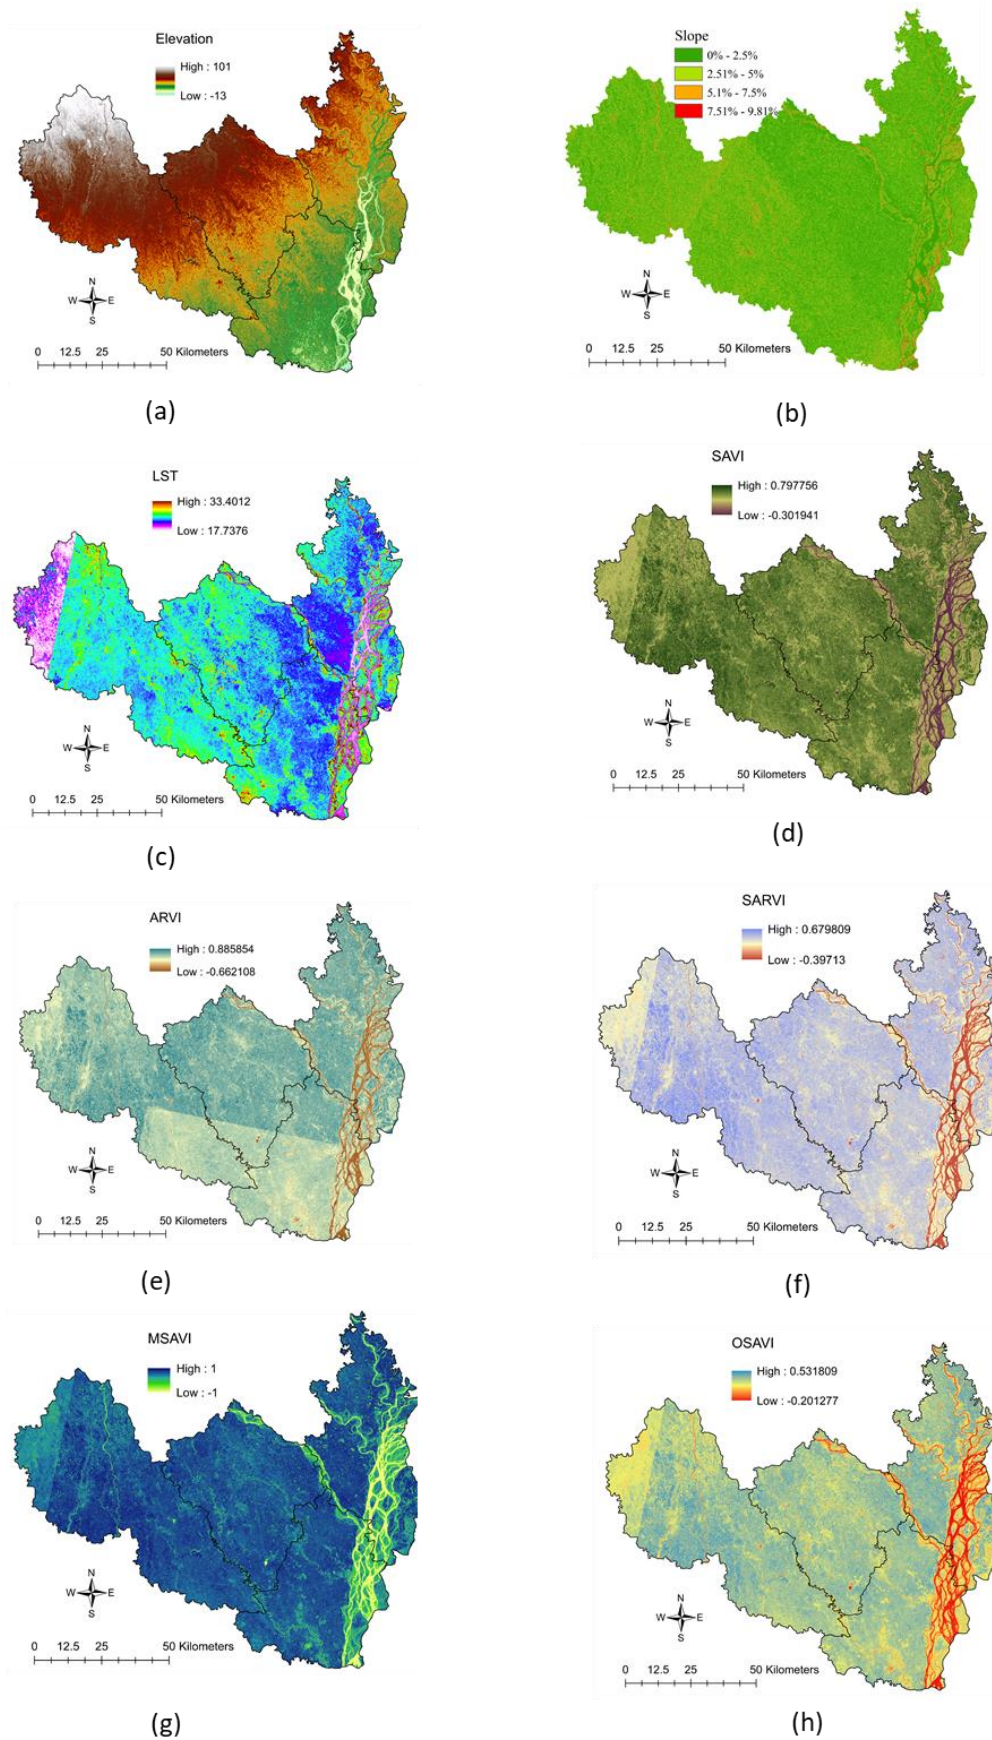 Elevation
High : 101
Low : -13
N
W E
S
0 12.5 25 50 Kilometers
(a)
Slope
0% - 2.5%
2.51% - 5%
5.1% - 7.5%
7.51% - 9.81%
N
W E
S
0 12.5 25 50 Kilometers
(b)
LST
High : 33.4012
Low : 17.7376
N
W E
S
0 12.5 25 50 Kilometers
(c)
SAVI
High : 0.797756
Low : -0.301941
N
W E
S
0 12.5 25 50 Kilometers
(d)
ARVI
High : 0.885854
Low : -0.662108
N
W E
S
0 12.5 25 50 Kilometers
(e)
SARVI
High : 0.679809
Low : -0.39713
N
W E
S
0 12.5 25 50 Kilometers
(f)
MSAVI
High : 1
Low : -1
N
W E
S
0 12.5 25 50 Kilometers
(g)
OSAVI
High : 0.531809
Low : -0.201277
N
W E
S
0 12.5 25 50 Kilometers
(h)